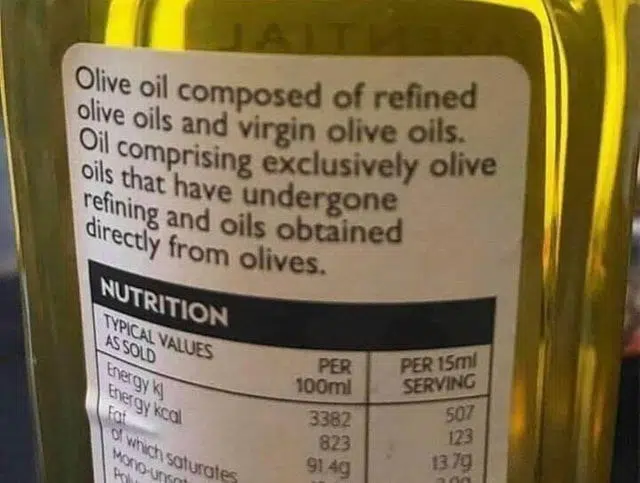 Olive oil composed of refined
olive oils and virgin olive oils.
Oil comprising exclusively olive
oils that have undergone
refining and oils obtained
directly from olives.
NUTRITION
TYPICAL VALUES
AS SOLD
PER
100ml
PER 15ml
SERVING
Energy kJ 3382 507
Energy kcal 823 123
Fat 91.4g 13.7g
of which saturates